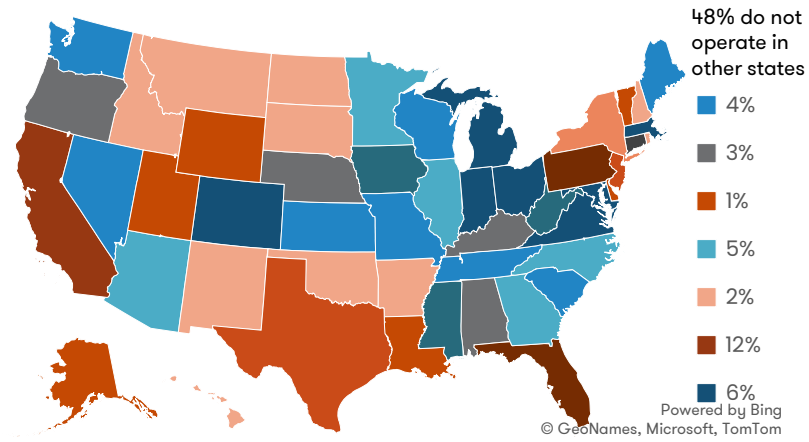 48% do not
operate in
other states
4%
3%
1%
5%
2%
12%
6%
Powered by Bing
© GeoNames, Microsoft, TomTom